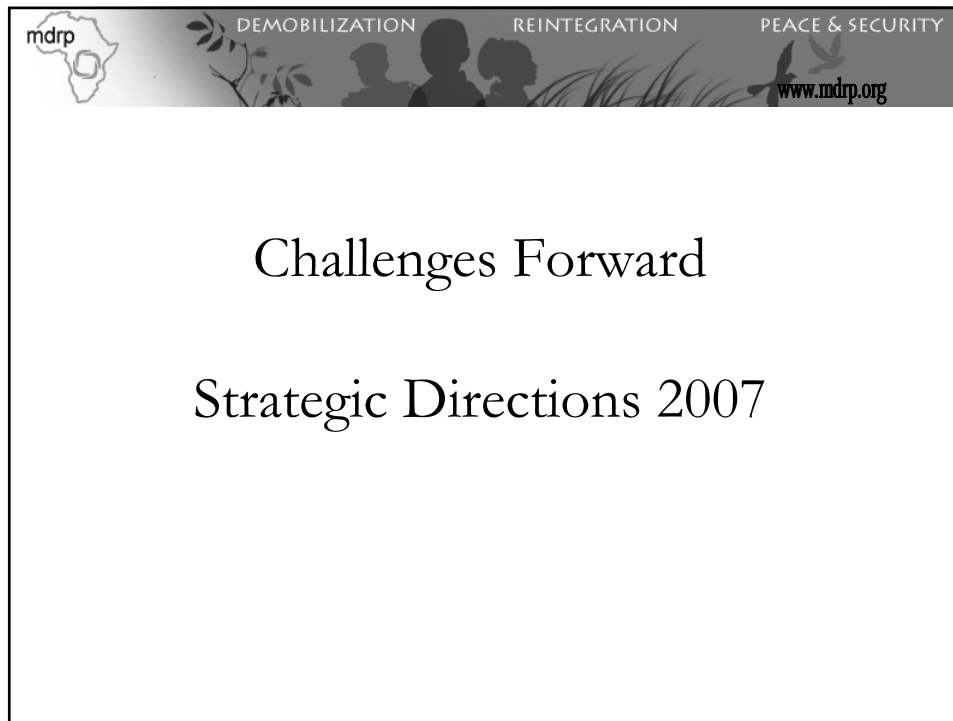 mdrp
DEMOBILIZATION REINTEGRATION PEACE & SECURITY
www.mdrp.org
Challenges Forward
Strategic Directions 2007